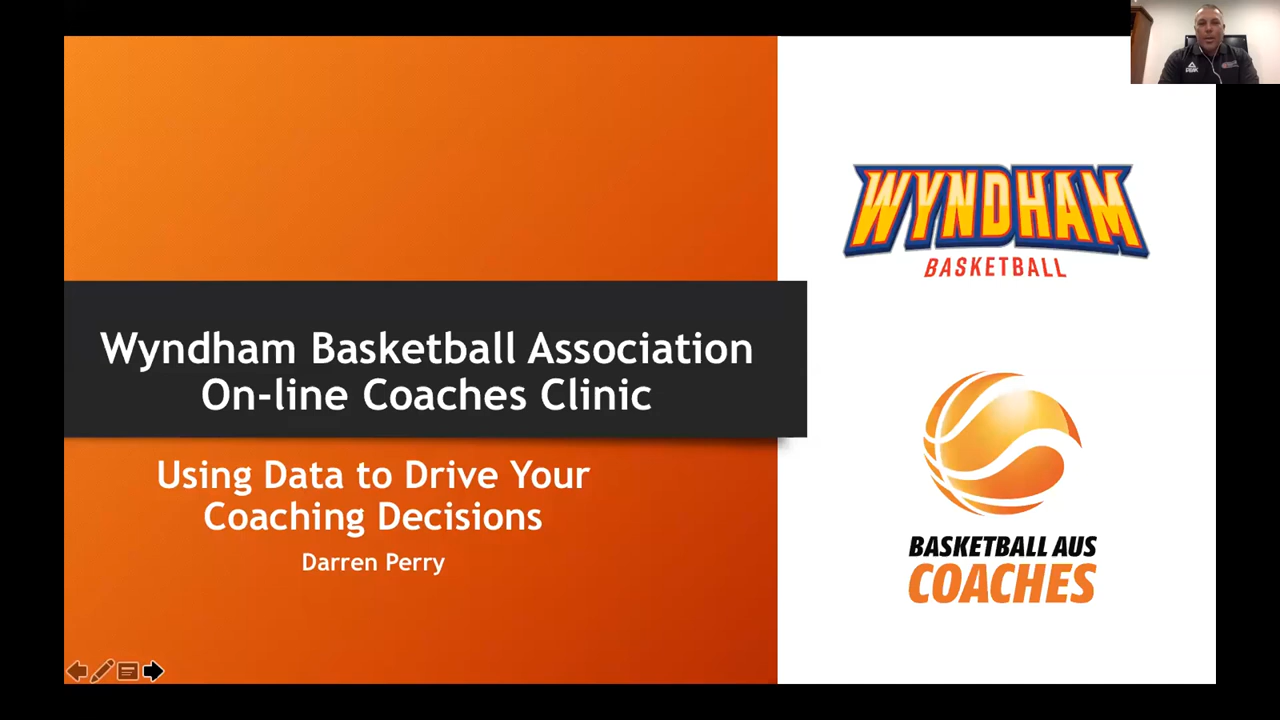 Wyndham Basketball Association
On-line Coaches Clinic
Using Data to Drive Your
Coaching Decisions
Darren Perry
WYNDHAM
BASKETBALL
BASKETBALL AUS
COACHES
PEAK